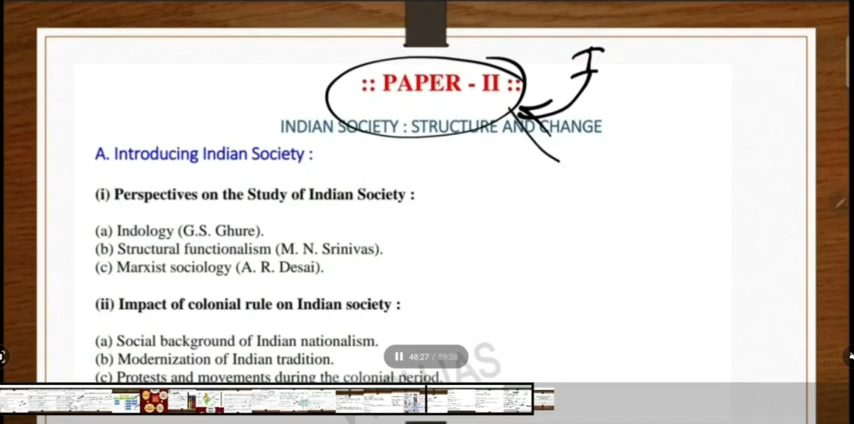 :: PAPER - II ::
I
INDIAN SOCIETY : STRUCTURE AND CHANGE
A. Introducing Indian Society :
(i) Perspectives on the Study of Indian Society :
(a) Indology (G.S. Ghure).
(b) Structural functionalism (M. N. Srinivas).
(c) Marxist sociology (A. R. Desai).
(ii) Impact of colonial rule on Indian society :
(a) Social background of Indian nationalism.
(b) Modernization of Indian tradition.
48:27 / 59:38
(c) Protests and movements during the colonial period.